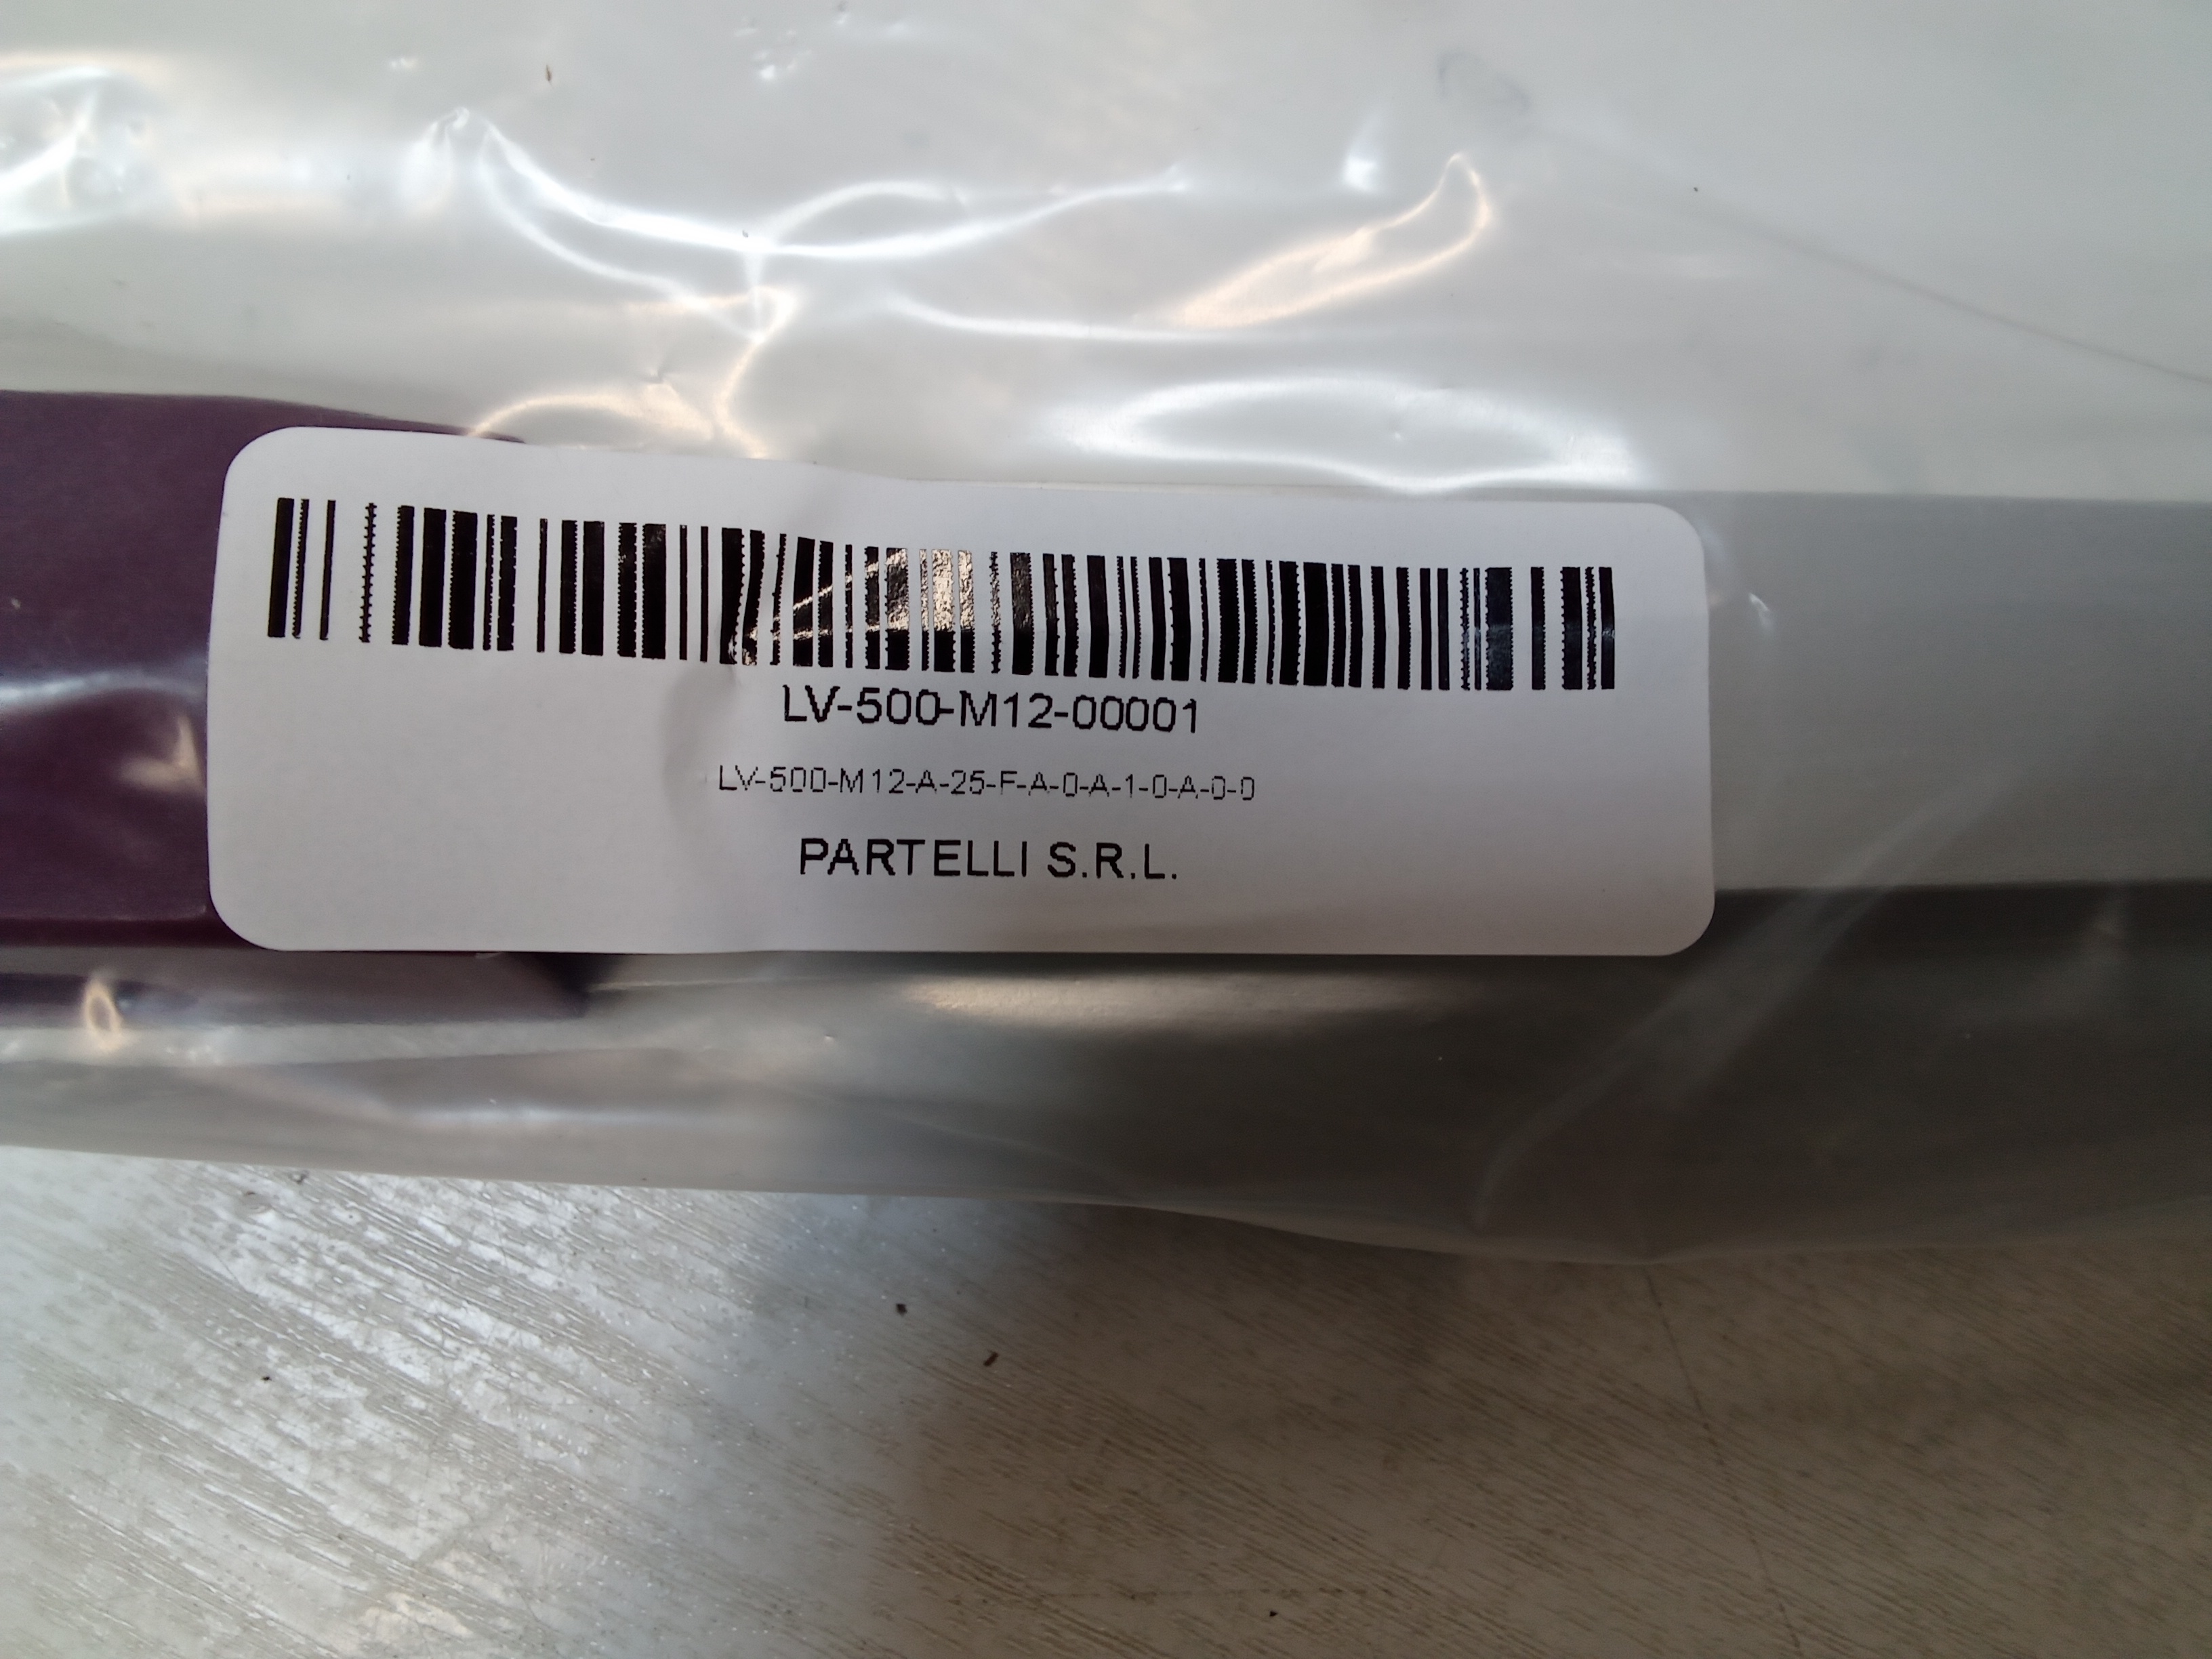 LV-500-M12-00001
LV-500-M12-A-25-F-A-0-A-1-0-A-0-0
PARTELLI S.R.L.